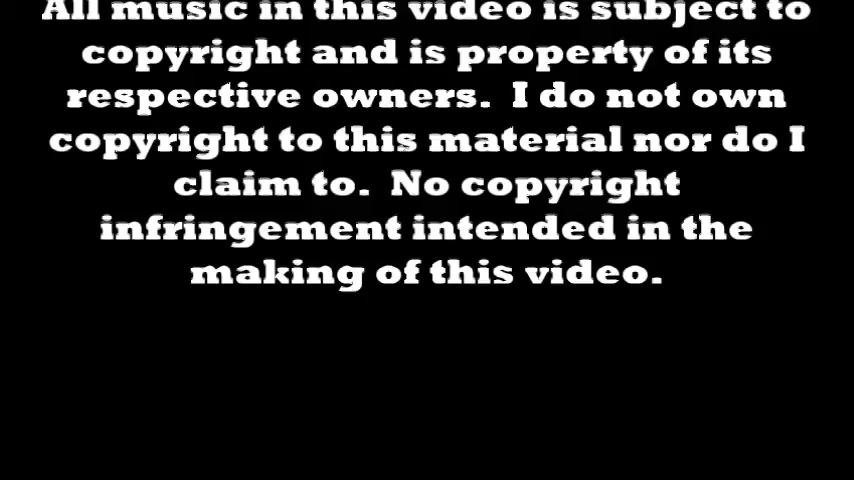 All music in this video is subject to
copyright and is property of its
respective owners.  I do not own
copyright to this material nor do I
claim to.  No copyright
infringement intended in the
making of this video.